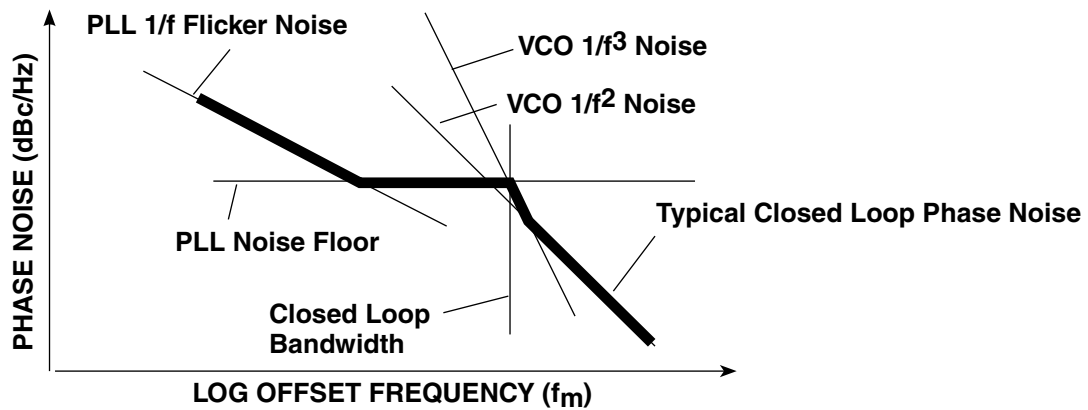 PLL 1/f Flicker Noise
VCO 1/f³ Noise
VCO 1/f² Noise
PHASE NOISE (dBc/Hz)
Typical Closed Loop Phase Noise
PLL Noise Floor
Closed Loop
Bandwidth
LOG OFFSET FREQUENCY (fm)